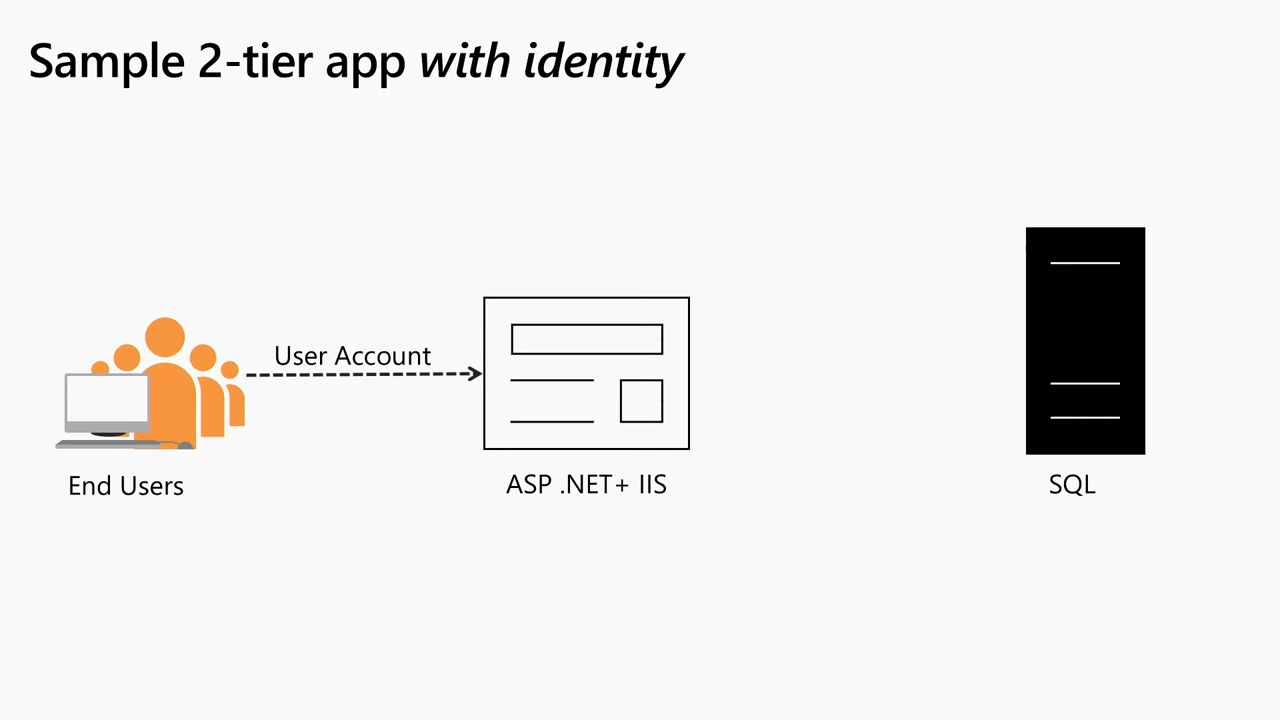 Sample 2-tier app with identity
User Account
End Users
ASP .NET+ IIS
SQL